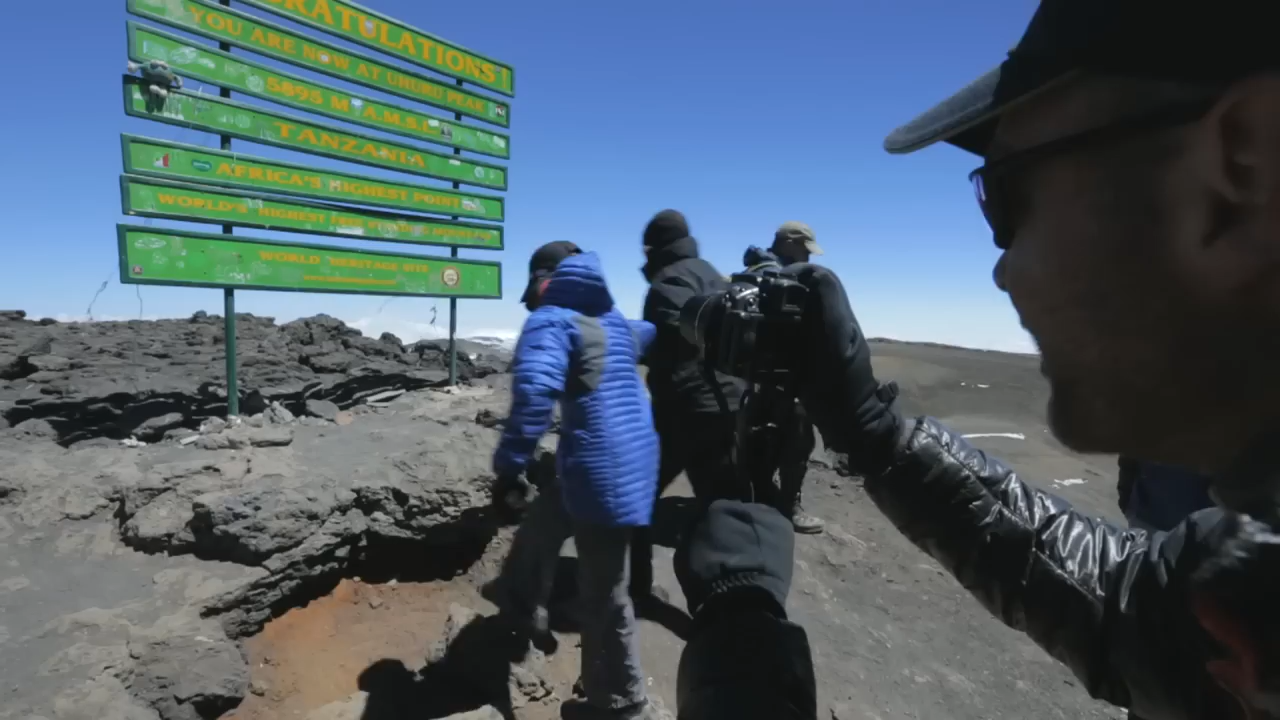 RATULATIONS !
YOU ARE NOW AT UHURU PEAK
5895 M A.M.S.L.
TANZANIA
AFRICA'S HIGHEST POINT
WORLD'S HIGHEST FREE STANDING MOUNTAIN
WORLD HERITAGE SITE